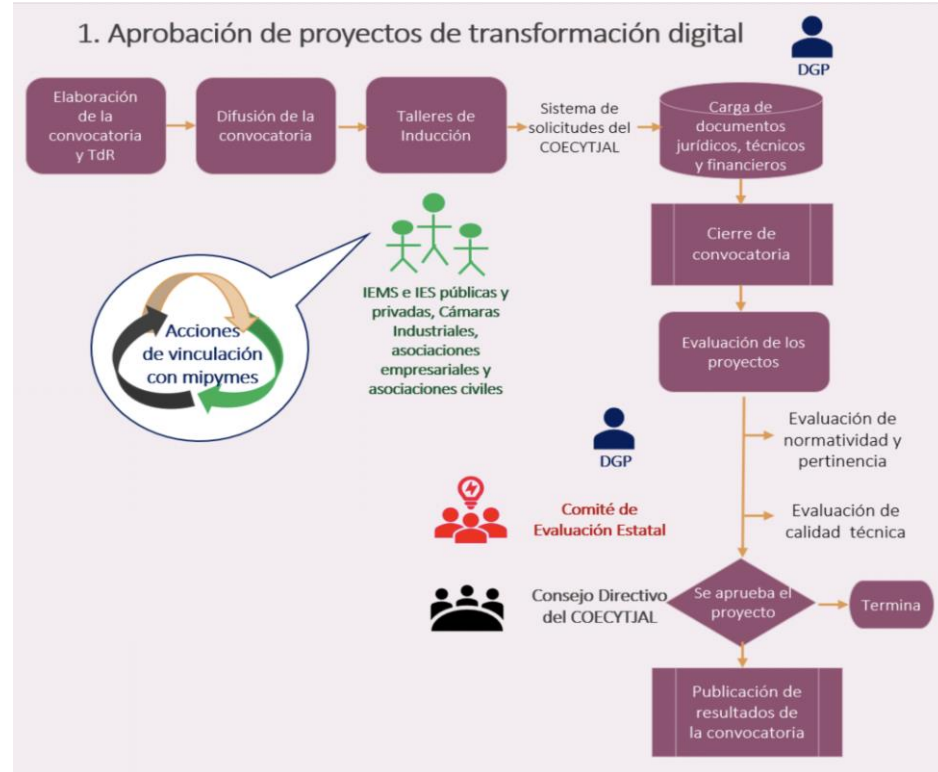 1. Aprobación de proyectos de transformación digital
DGP
Elaboración
de la
convocatoria
y TdR
Difusión de la
convocatoria
Talleres de
Inducción
Sistema de
solicitudes del
COECYTJAL
Carga de
documentos
jurídicos, técnicos
y financieros
Cierre de
convocatoria
IEMS e IES públicas y
privadas, Cámaras
Industriales,
asociaciones
empresariales y
asociaciones civiles
Acciones
de vinculación
con mipymes
Evaluación de los
proyectos
Evaluación de
normatividad y
pertinencia
DGP
Comité de
Evaluación Estatal
Evaluación de
calidad técnica
Consejo Directivo
del COECYTJAL
Se aprueba el
proyecto
Termina
Publicación de
resultados de
la convocatoria